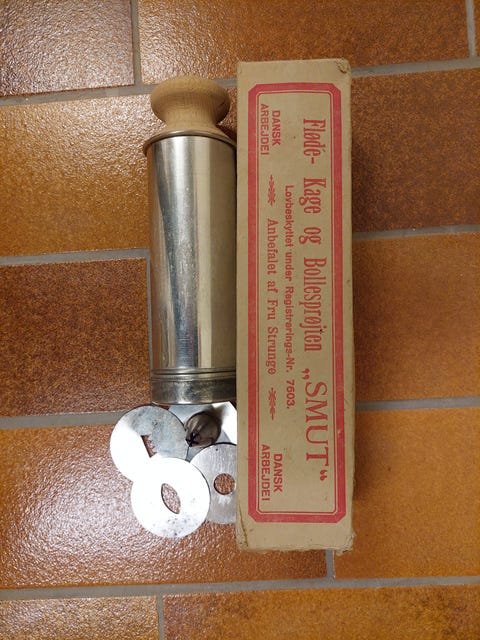 Fløde- Kage og Bollesprøjten „SMUT"
Lovbeskyttet under Registrerings-Nr. 7603.
Anbefalet af Fru Strunge
DANSK
ARBEJDE!
DANSK
ARBEJDE!